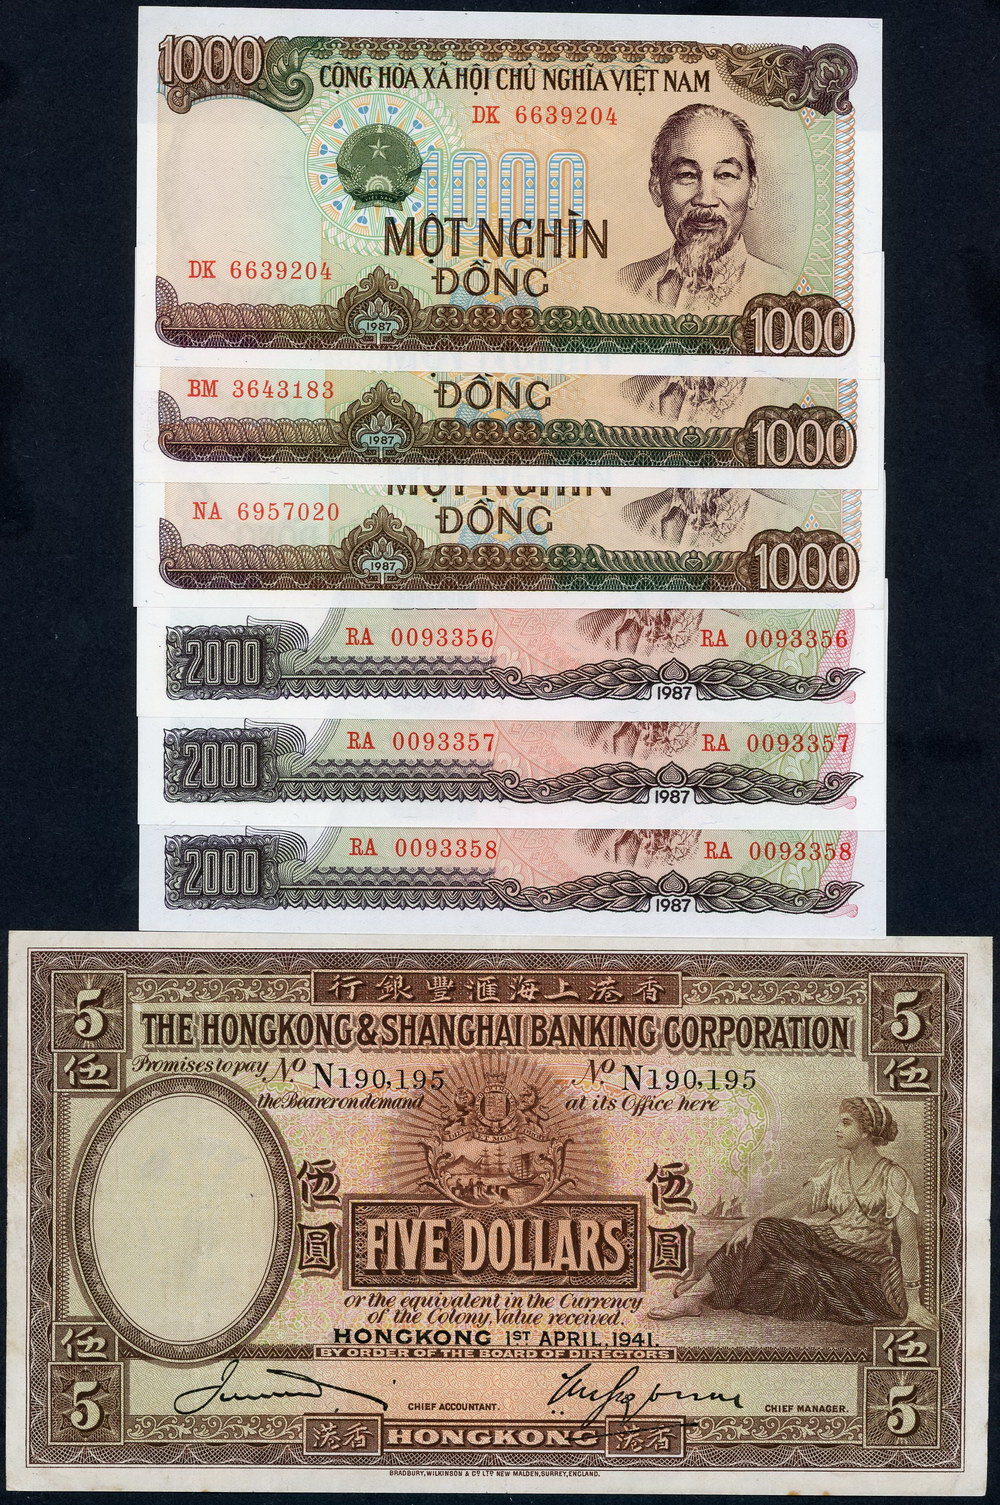 1000
CỘNG HÒA XÃ HỘI CHỦ NGHĨA VIỆT NAM
DK 6639204
1000
MỘT NGHÌN
ĐỒNG
DK 6639204
1987
1000
BM 3643183
ĐỒNG
1987
1000
MỘT NGHÌN
NA 6957020
ĐỒNG
1987
1000
2000 RA 0093356 RA 0093356
1987
2000 RA 0093357 RA 0093357
1987
2000 RA 0093358 RA 0093358
1987
行銀豐滙海上港香
5 5
THE HONGKONG & SHANGHAI BANKING CORPORATION
伍 伍
Promises to pay No N190,195 No N190,195
the Bearer on demand at its Office here
伍圓 伍圓
FIVE DOLLARS
or the equivalent in the Currency
of the Colony, Value received.
HONGKONG 1ST APRIL, 1941.
BY ORDER OF THE BOARD OF DIRECTORS
伍 伍
5 5
CHIEF ACCOUNTANT. CHIEF MANAGER.
港香 HONGKONG 港香
BRADBURY, WILKINSON & Co LTD NEW MALDEN, SURREY, ENGLAND.